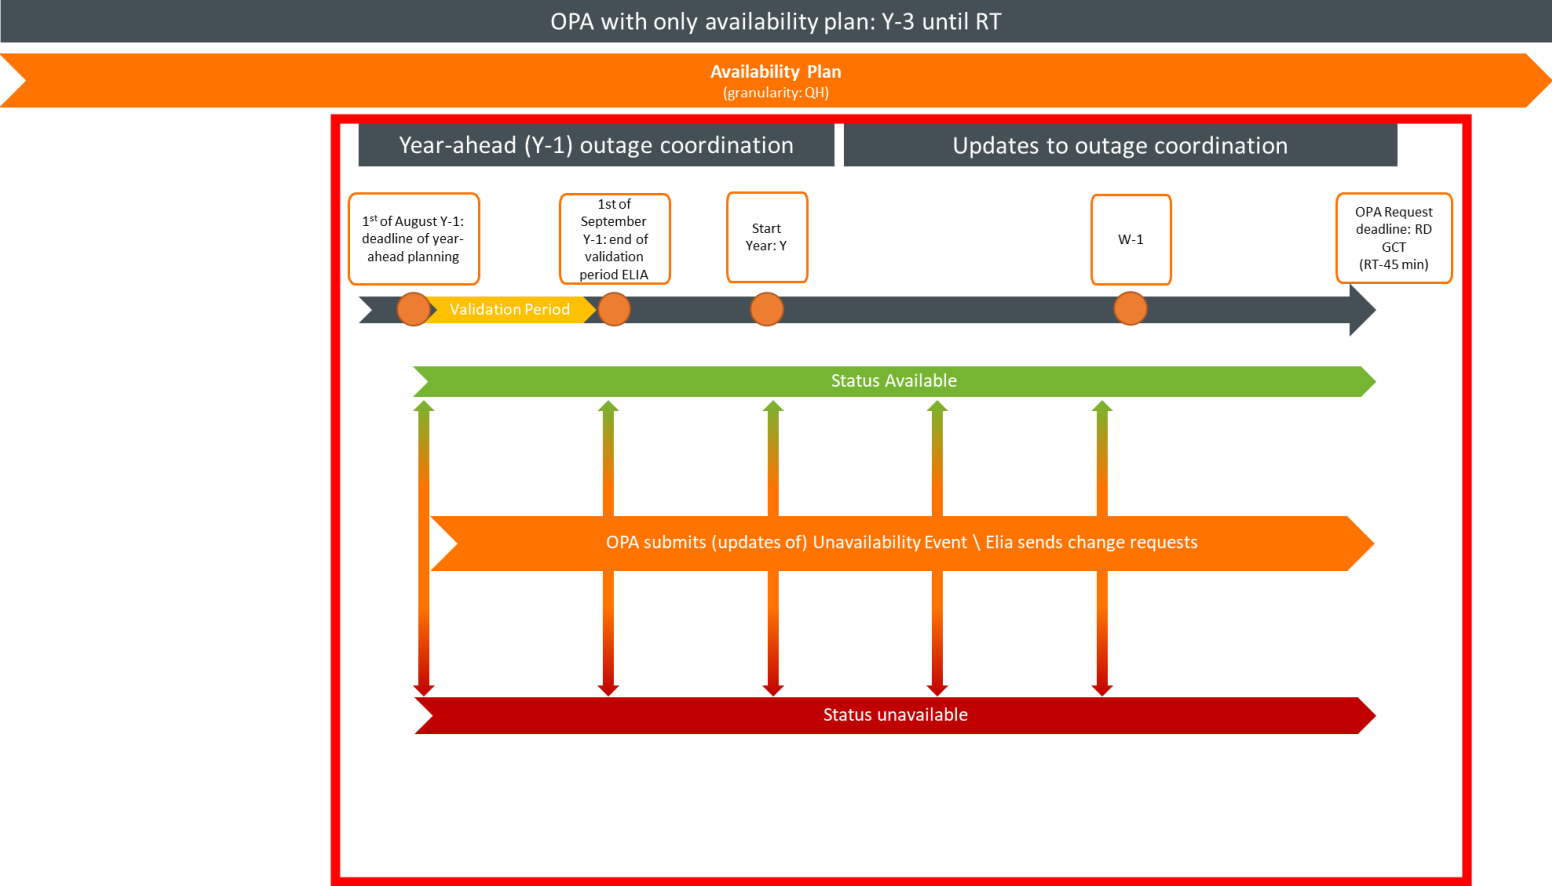 OPA with only availability plan: Y-3 until RT
Availability Plan
(granularity: QH)
Year-ahead (Y-1) outage coordination
Updates to outage coordination
1st of August Y-1:
deadline of year-
ahead planning
1st of
September
Y-1: end of
validation
period ELIA
Start
Year: Y
W-1
OPA Request
deadline: RD
GCT
(RT-45 min)
Validation Period
Status Available
OPA submits (updates of) Unavailability Event \ Elia sends change requests
Status unavailable